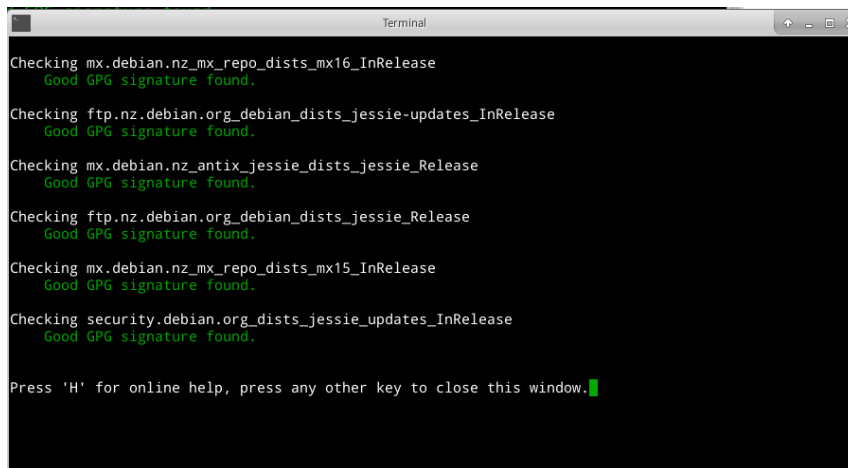 Terminal
Checking mx.debian.nz_mx_repo_dists_mx16_InRelease
Good GPG signature found.
Checking ftp.nz.debian.org_debian_dists_jessie-updates_InRelease
Good GPG signature found.
Checking mx.debian.nz_antix_jessie_dists_jessie_Release
Good GPG signature found.
Checking ftp.nz.debian.org_debian_dists_jessie_Release
Good GPG signature found.
Checking mx.debian.nz_mx_repo_dists_mx15_InRelease
Good GPG signature found.
Checking security.debian.org_dists_jessie_updates_InRelease
Good GPG signature found.
Press 'H' for online help, press any other key to close this window.